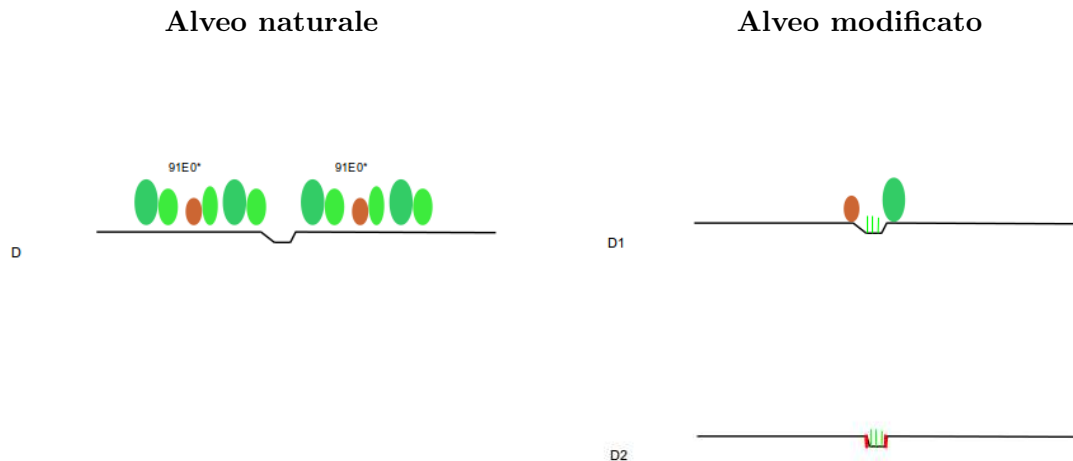 Alveo naturale
Alveo modificato
91E0*
91E0*
D
D1
D2